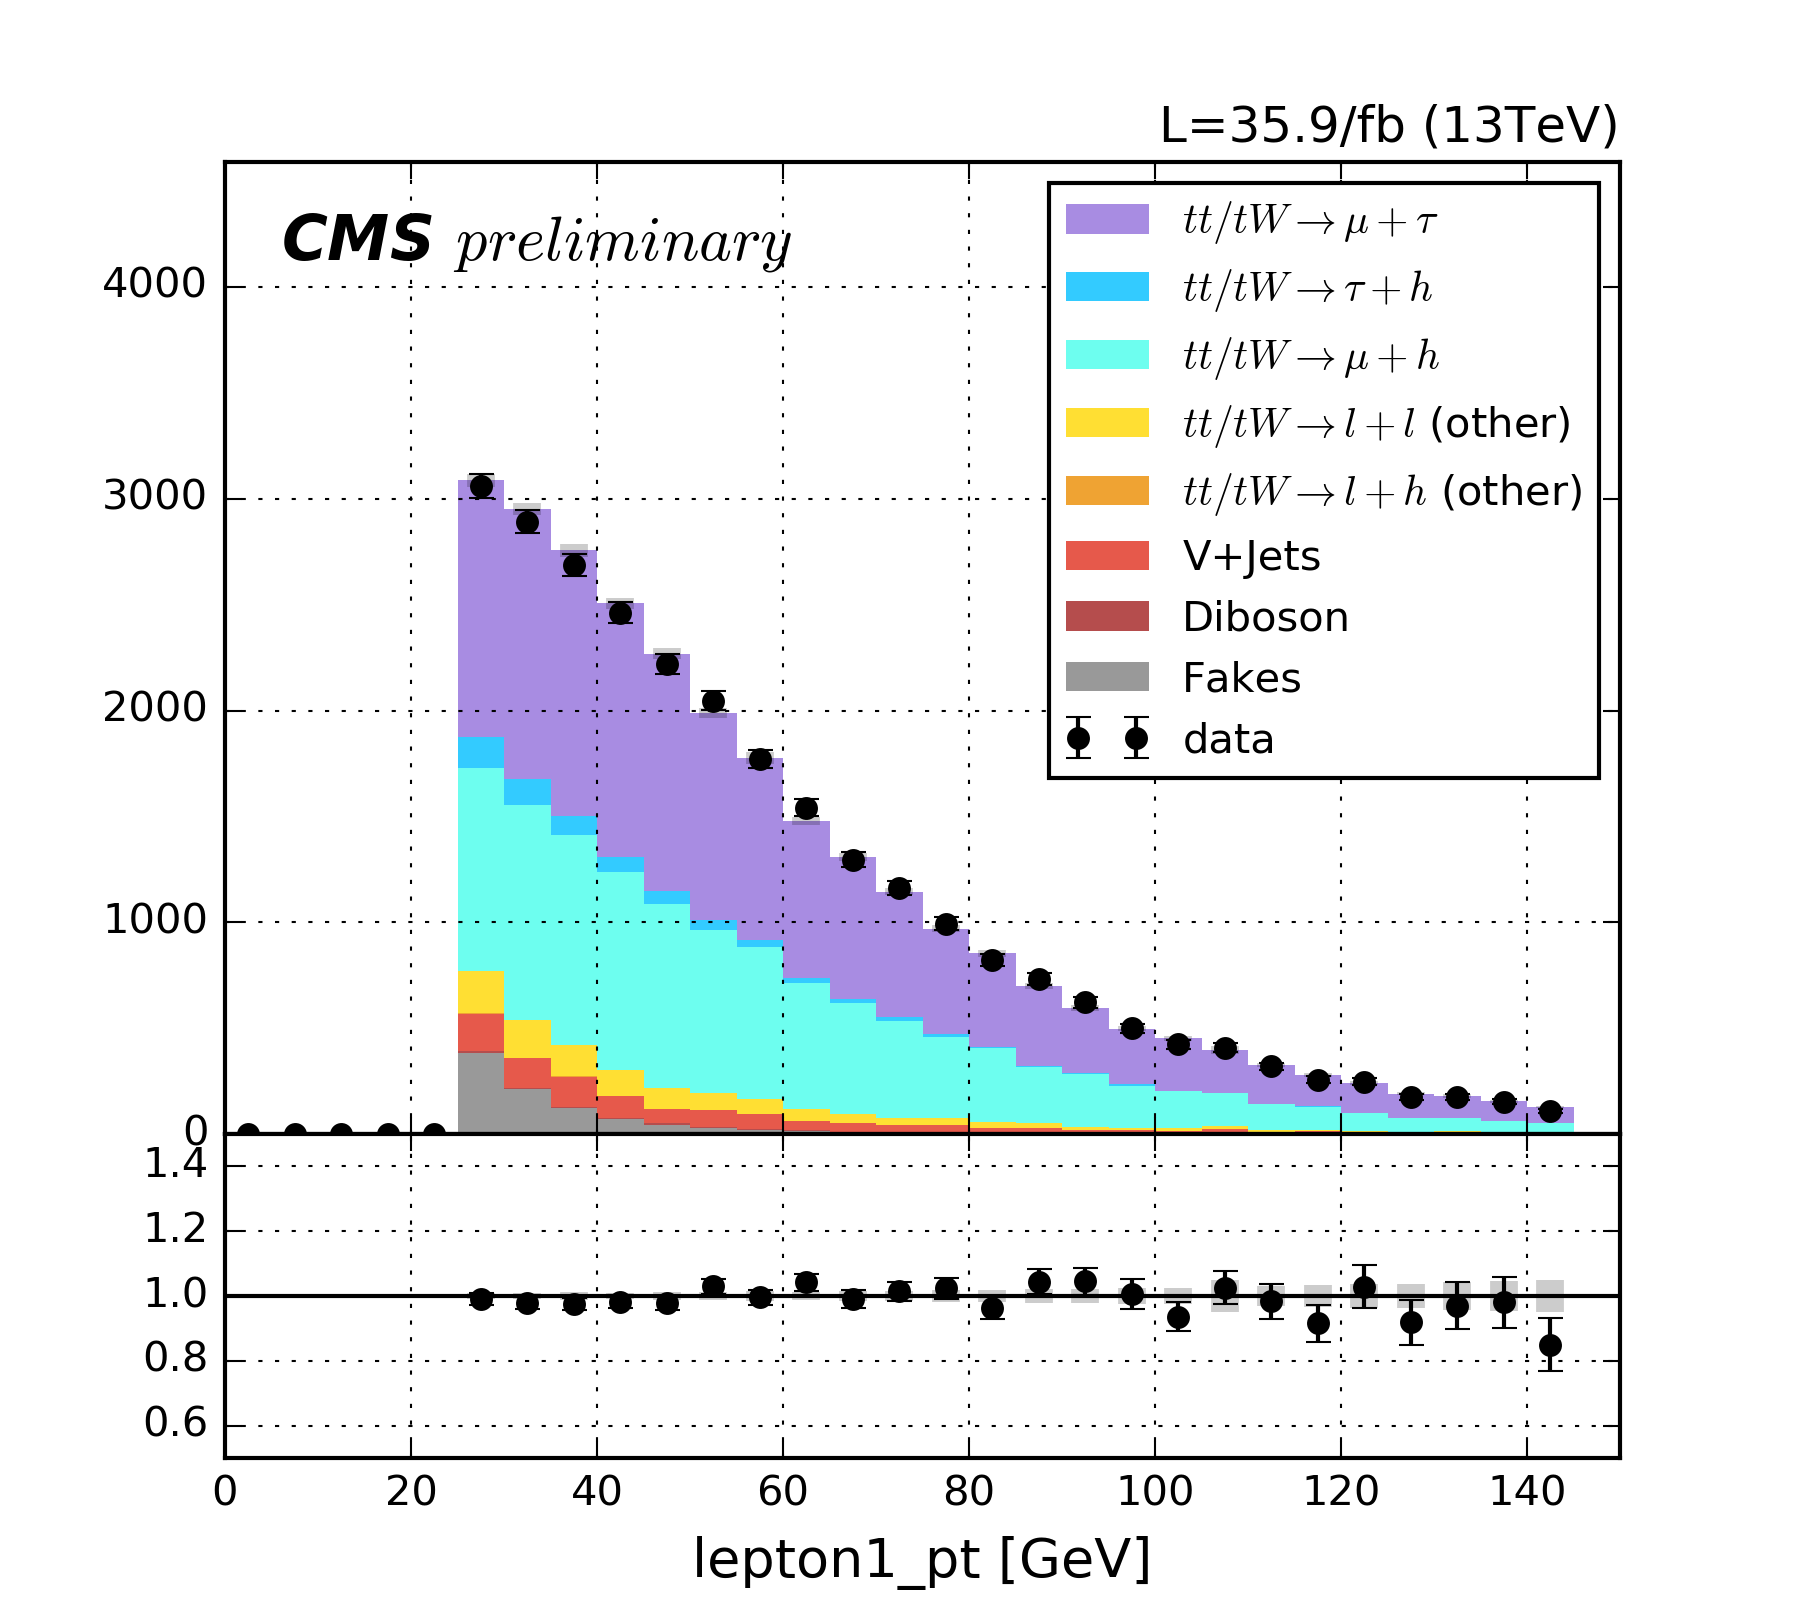 L=35.9/fb (13TeV)
CMS preliminary
tt/tW→μ+τ
tt/tW→τ+h
tt/tW→μ+h
tt/tW→l+l (other)
tt/tW→l+h (other)
V+Jets
Diboson
Fakes
data
4000
3000
2000
1000
0
1.4
1.2
1.0
0.8
0.6
0 20 40 60 80 100 120 140
lepton1_pt [GeV]